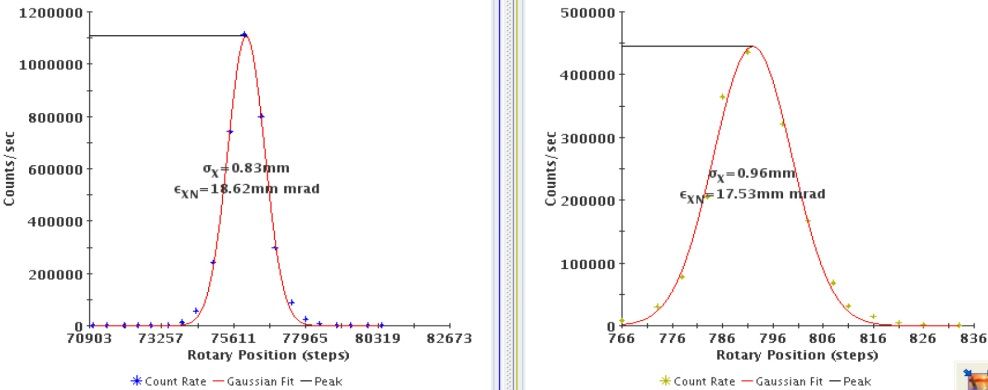 1200000
1000000
800000
600000
400000
200000
0
Counts/sec
σX=0.83mm
ϵXN=18.62mm mrad
70903 73257 75611 77965 80319 82673
Rotary Position (steps)
Count Rate Gaussian Fit Peak
500000
400000
300000
200000
100000
0
Counts/sec
σX=0.96mm
ϵXN=17.53mm mrad
766 776 786 796 806 816 826 836
Rotary Position (steps)
Count Rate Gaussian Fit Peak